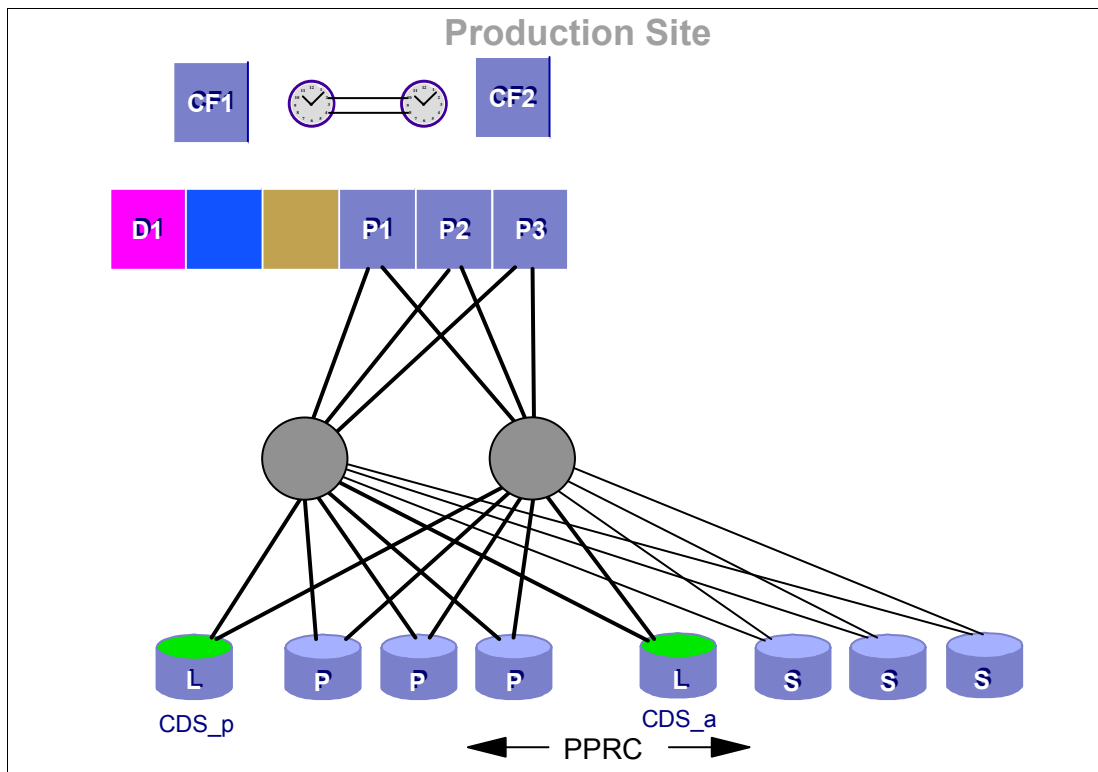 Production Site
CF1
CF2
D1
P1
P2
P3
L
P
P
P
L
S
S
S
CDS_p
CDS_a
PPRC